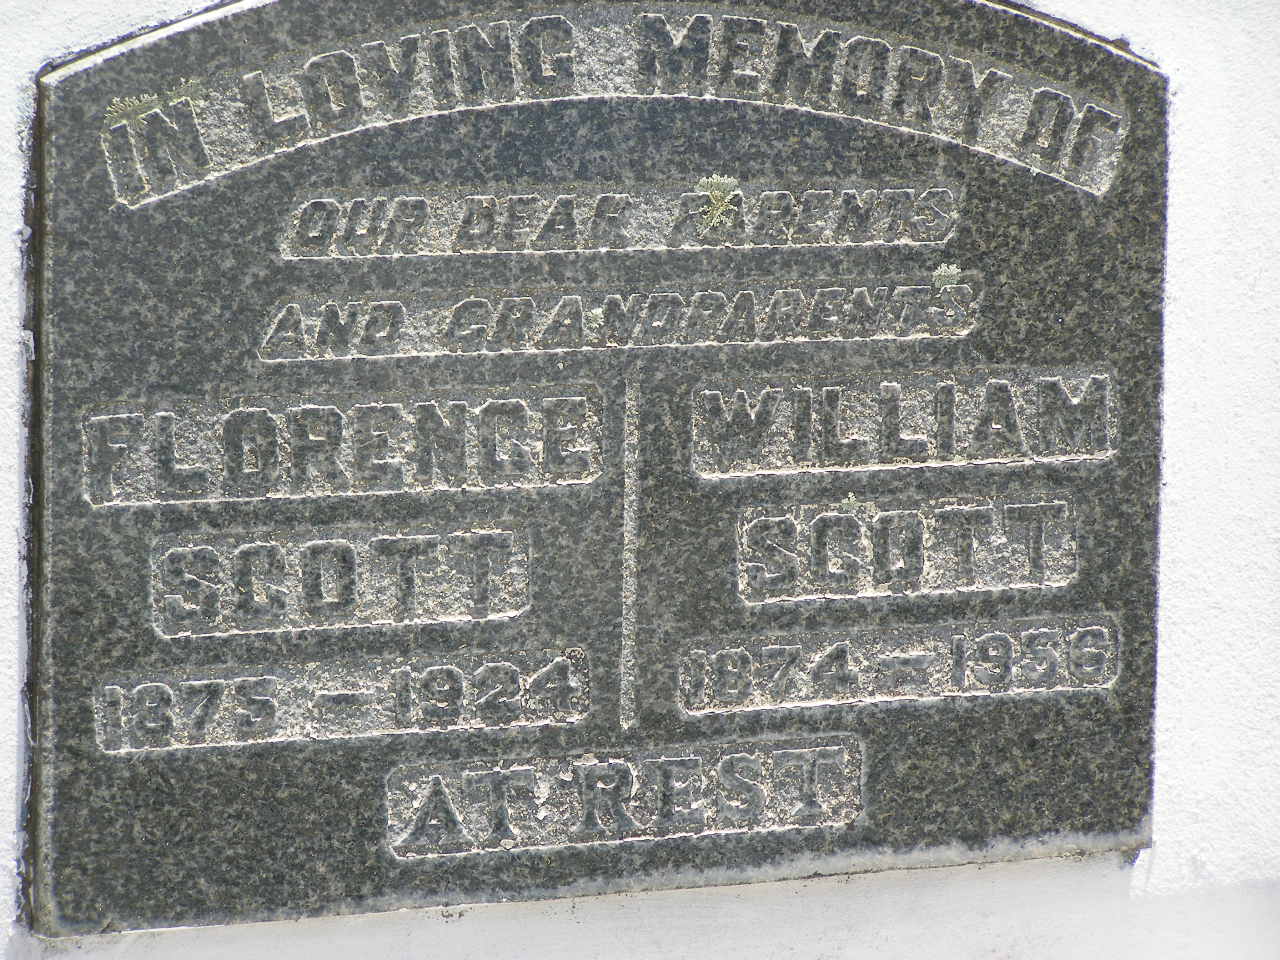 IN LOVING MEMORY OF
OUR DEAR PARENTS
AND GRANDPARENTS
FLORENCE
SCOTT
1875 - 1924
WILLIAM
SCOTT
1874 - 1956
AT REST